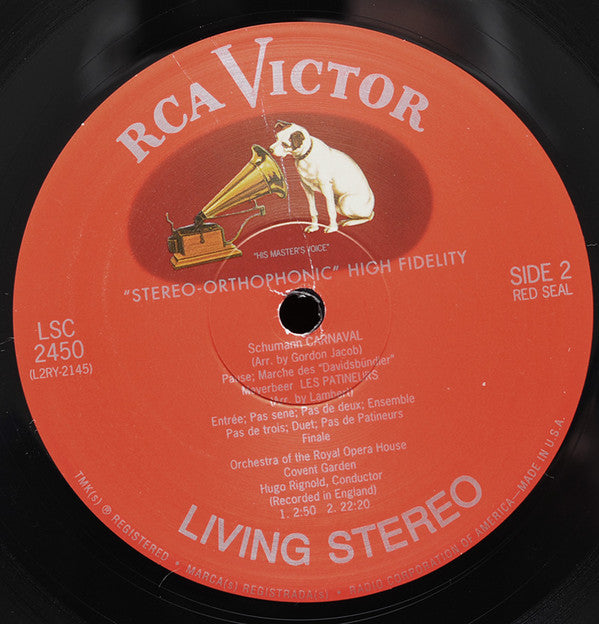 RCA VICTOR
"HIS MASTER'S VOICE"
"STEREO-ORTHOPHONIC" HIGH FIDELITY
SIDE 2
RED SEAL
LSC
2450
(L2RY-2145)
Schumann CARNAVAL
(Arr. by Gordon Jacob)
Pause; Marche des "Davidsbündler"
Meyerbeer LES PATINEURS
(Arr. by Lambert)
Entrée; Pas sene; Pas de deux; Ensemble
Pas de trois; Duet; Pas de Patineurs
Finale
Orchestra of the Royal Opera House
Covent Garden
Hugo Rignold, Conductor
(Recorded in England)
1. 2:50 2. 22:20
LIVING STEREO
TMK(s) ® REGISTERED • MARCA(s) REGISTRADA(s) • RADIO CORPORATION OF AMERICA—MADE IN U.S.A.